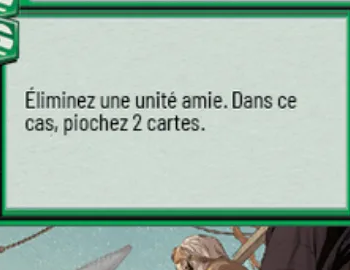 Éliminez une unité amie. Dans ce
cas, piochez 2 cartes.